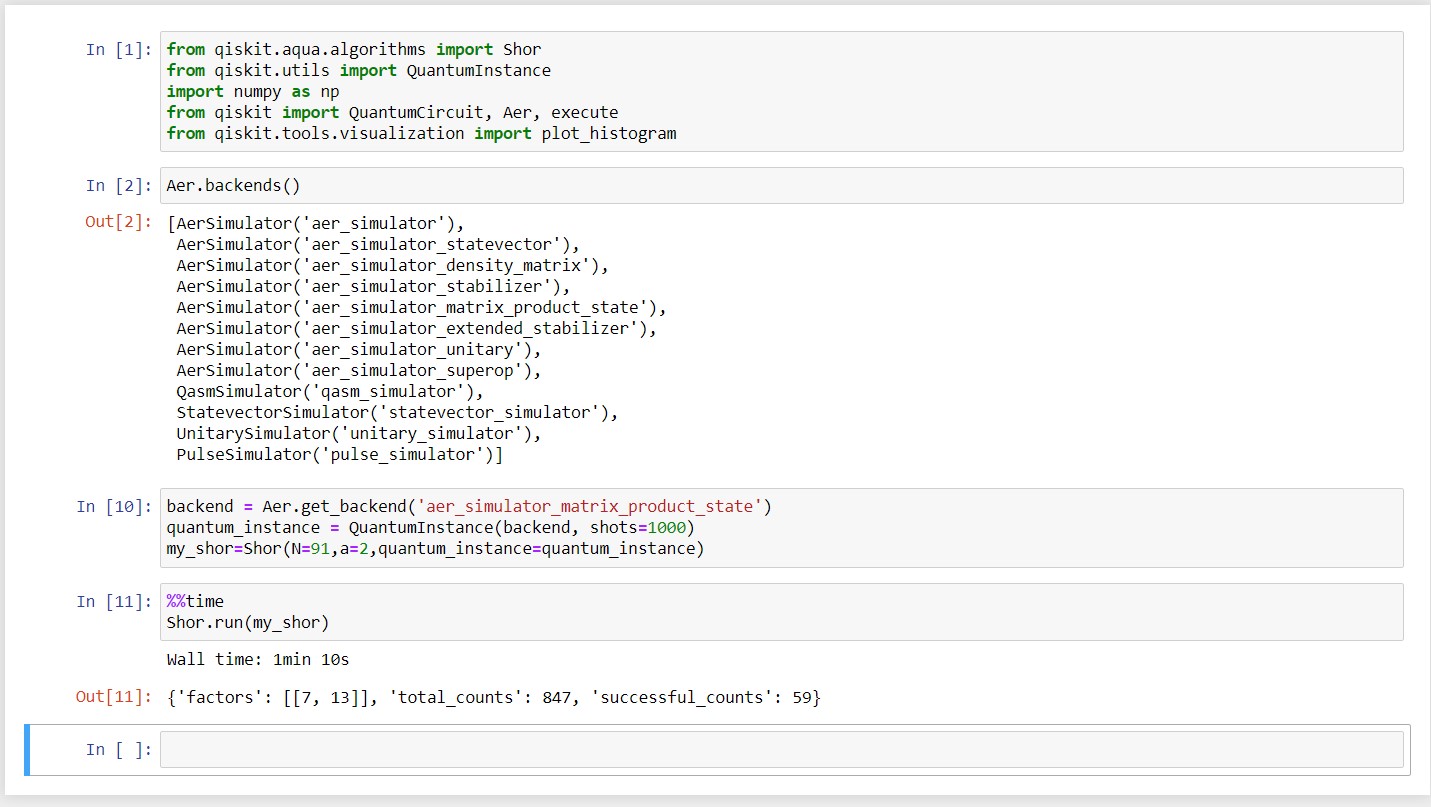 In [1]: from qiskit.aqua.algorithms import Shor
from qiskit.utils import QuantumInstance
import numpy as np
from qiskit import QuantumCircuit, Aer, execute
from qiskit.tools.visualization import plot_histogram
In [2]: Aer.backends()
Out[2]: [AerSimulator('aer_simulator'),
AerSimulator('aer_simulator_statevector'),
AerSimulator('aer_simulator_density_matrix'),
AerSimulator('aer_simulator_stabilizer'),
AerSimulator('aer_simulator_matrix_product_state'),
AerSimulator('aer_simulator_extended_stabilizer'),
AerSimulator('aer_simulator_unitary'),
AerSimulator('aer_simulator_superop'),
QasmSimulator('qasm_simulator'),
StatevectorSimulator('statevector_simulator'),
UnitarySimulator('unitary_simulator'),
PulseSimulator('pulse_simulator')]
In [10]: backend = Aer.get_backend('aer_simulator_matrix_product_state')
quantum_instance = QuantumInstance(backend, shots=1000)
my_shor=Shor(N=91,a=2,quantum_instance=quantum_instance)
In [11]: %%time
Shor.run(my_shor)
Wall time: 1min 10s
Out[11]: {'factors': [[7, 13]], 'total_counts': 847, 'successful_counts': 59}
In [ ]: